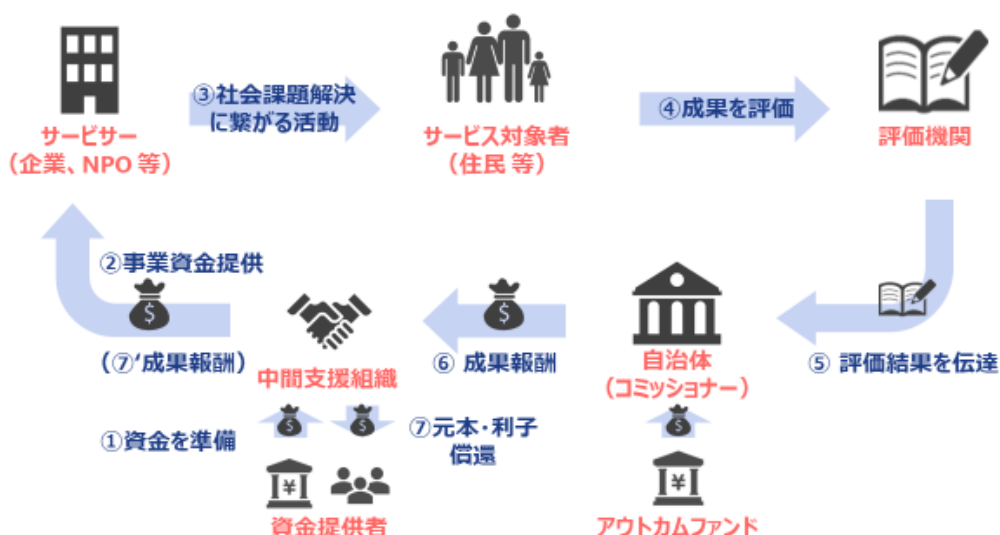 ③社会課題解決
に繋がる活動
サービサー
（企業、NPO 等）
サービス対象者
（住民 等）
④成果を評価
評価機関
②事業資金提供
$
（⑦‘成果報酬）
中間支援組織
$
⑥ 成果報酬
自治体
（コミッショナー）
⑤ 評価結果を伝達
①資金を準備
$
$
⑦元本・利子
償還
$
¥
資金提供者
¥
アウトカムファンド